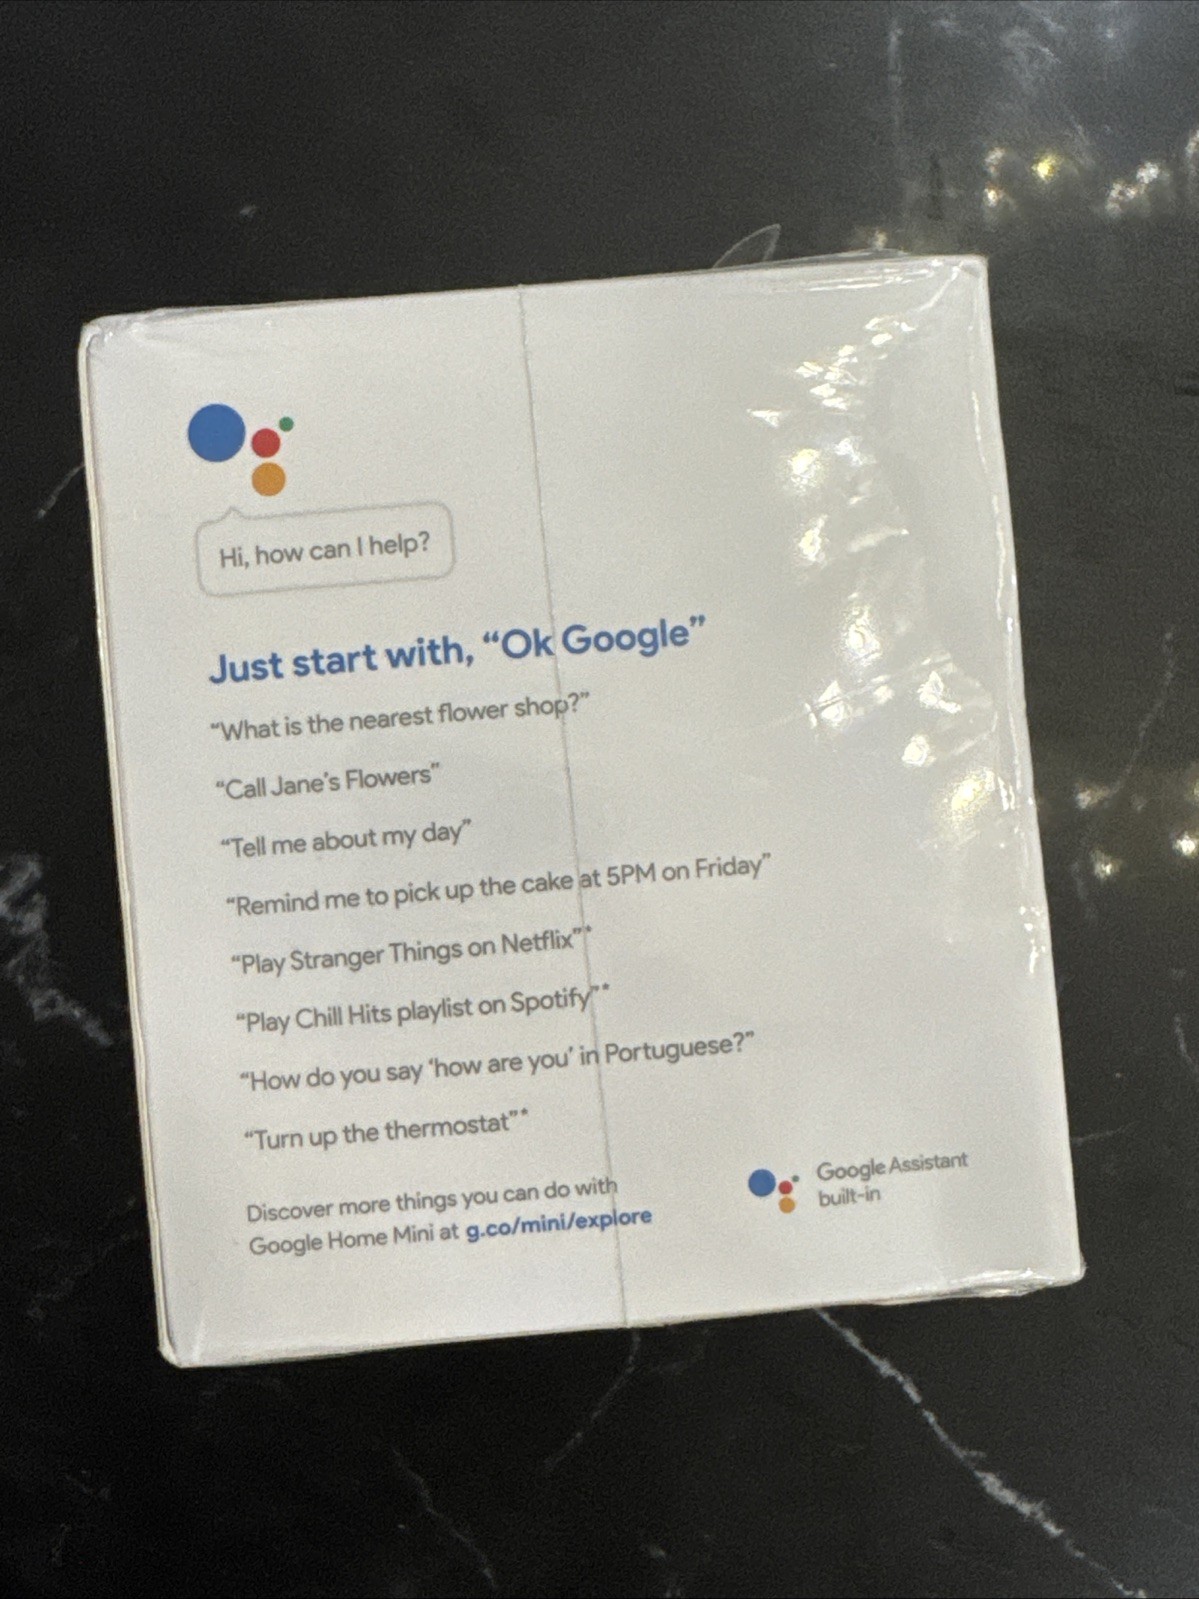 Hi, how can I help?
Just start with, “Ok Google”
“What is the nearest flower shop?”
“Call Jane’s Flowers”
“Tell me about my day”
“Remind me to pick up the cake at 5PM on Friday”
“Play Stranger Things on Netflix”*
“Play Chill Hits playlist on Spotify”*
“How do you say ‘how are you’ in Portuguese?”
“Turn up the thermostat”*
Discover more things you can do with
Google Home Mini at g.co/mini/explore
Google Assistant
built-in